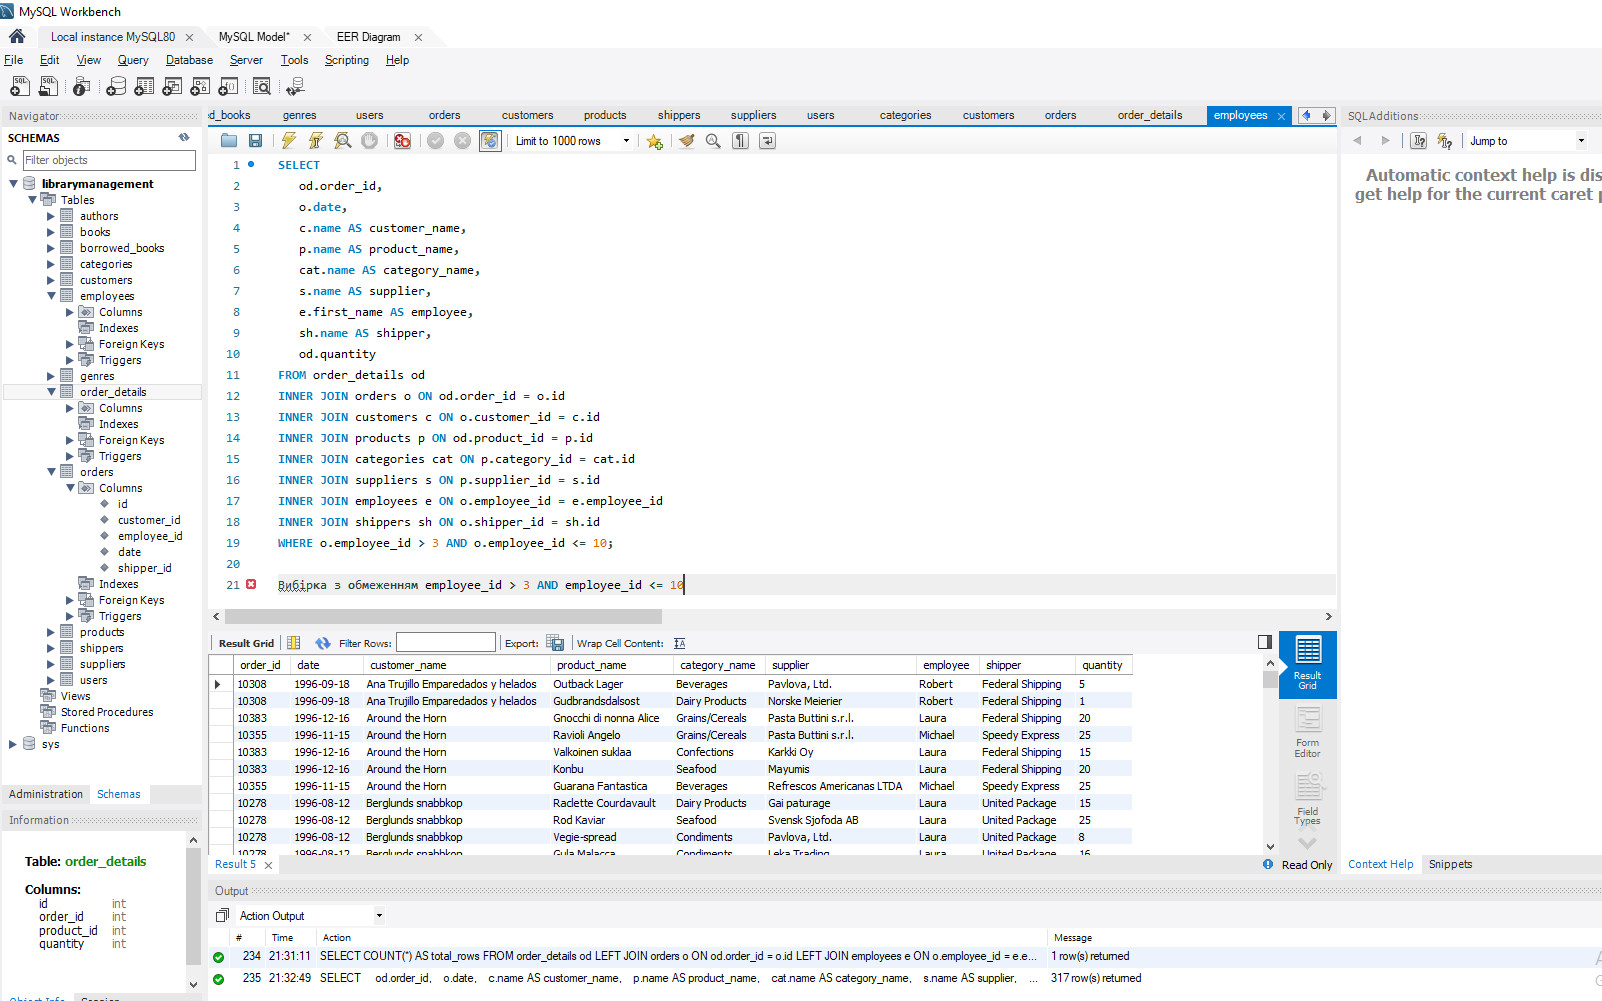 MySQL Workbench
Local instance MySQL80 MySQL Model* EER Diagram
File Edit View Query Database Server Tools Scripting Help
Navigator
SCHEMAS
Filter objects
librarymanagement
Tables
authors
books
borrowed_books
categories
customers
employees
Columns
Indexes
Foreign Keys
Triggers
genres
order_details
Columns
Indexes
Foreign Keys
Triggers
orders
Columns
id
customer_id
employee_id
date
shipper_id
Indexes
Foreign Keys
Triggers
products
shippers
suppliers
users
Views
Stored Procedures
Functions
sys
Administration Schemas
Information
Table: order_details
Columns:
id int
order_id int
product_id int
quantity int
Object Info Session
d_books genres users orders customers products shippers suppliers users categories customers orders order_details employees
Limit to 1000 rows
1 SELECT
2 od.order_id,
3 o.date,
4 c.name AS customer_name,
5 p.name AS product_name,
6 cat.name AS category_name,
7 s.name AS supplier,
8 e.first_name AS employee,
9 sh.name AS shipper,
10 od.quantity
11 FROM order_details od
12 INNER JOIN orders o ON od.order_id = o.id
13 INNER JOIN customers c ON o.customer_id = c.id
14 INNER JOIN products p ON od.product_id = p.id
15 INNER JOIN categories cat ON p.category_id = cat.id
16 INNER JOIN suppliers s ON p.supplier_id = s.id
17 INNER JOIN employees e ON o.employee_id = e.employee_id
18 INNER JOIN shippers sh ON o.shipper_id = sh.id
19 WHERE o.employee_id > 3 AND o.employee_id <= 10;
20
21 Вибірка з обмеженням employee_id > 3 AND employee_id <= 10
Result Grid Filter Rows: Export: Wrap Cell Content:
order_id date customer_name product_name category_name supplier employee shipper quantity
10308 1996-09-18 Ana Trujillo Emparedados y helados Outback Lager Beverages Pavlova, Ltd. Robert Federal Shipping 5
10308 1996-09-18 Ana Trujillo Emparedados y helados Gudbrandsdalsost Dairy Products Norske Meierier Robert Federal Shipping 1
10383 1996-12-16 Around the Horn Gnocchi di nonna Alice Grains/Cereals Pasta Buttini s.r.l. Laura Federal Shipping 20
10355 1996-11-15 Around the Horn Ravioli Angelo Grains/Cereals Pasta Buttini s.r.l. Michael Speedy Express 25
10383 1996-12-16 Around the Horn Valkoinen suklaa Confections Karkki Oy Laura Federal Shipping 15
10383 1996-12-16 Around the Horn Konbu Seafood Mayumis Laura Federal Shipping 20
10355 1996-11-15 Around the Horn Guarana Fantastica Beverages Refrescos Americanas LTDA Michael Speedy Express 25
10278 1996-08-12 Berglunds snabbkop Raclette Courdavault Dairy Products Gai paturage Laura United Package 15
10278 1996-08-12 Berglunds snabbkop Rod Kaviar Seafood Svensk Sjofoda AB Laura United Package 25
10278 1996-08-12 Berglunds snabbkop Vegie-spread Condiments Pavlova, Ltd. Laura United Package 8
10278 1996-08-12 Berglunds snabbkop Gula Malacca Condiments Leka Trading Laura United Package 16
Result Grid
Form Editor
Field Types
Result 5 Read Only
Output
Action Output
# Time Action Message
234 21:31:11 SELECT COUNT(*) AS total_rows FROM order_details od LEFT JOIN orders o ON od.order_id = o.id LEFT JOIN employees e ON o.employee_id = e.e... 1 row(s) returned
235 21:32:49 SELECT od.order_id, o.date, c.name AS customer_name, p.name AS product_name, cat.name AS category_name, s.name AS supplier, ... 317 row(s) returned
SQLAdditions
Jump to
Automatic context help is dis
get help for the current caret p
Context Help Snippets